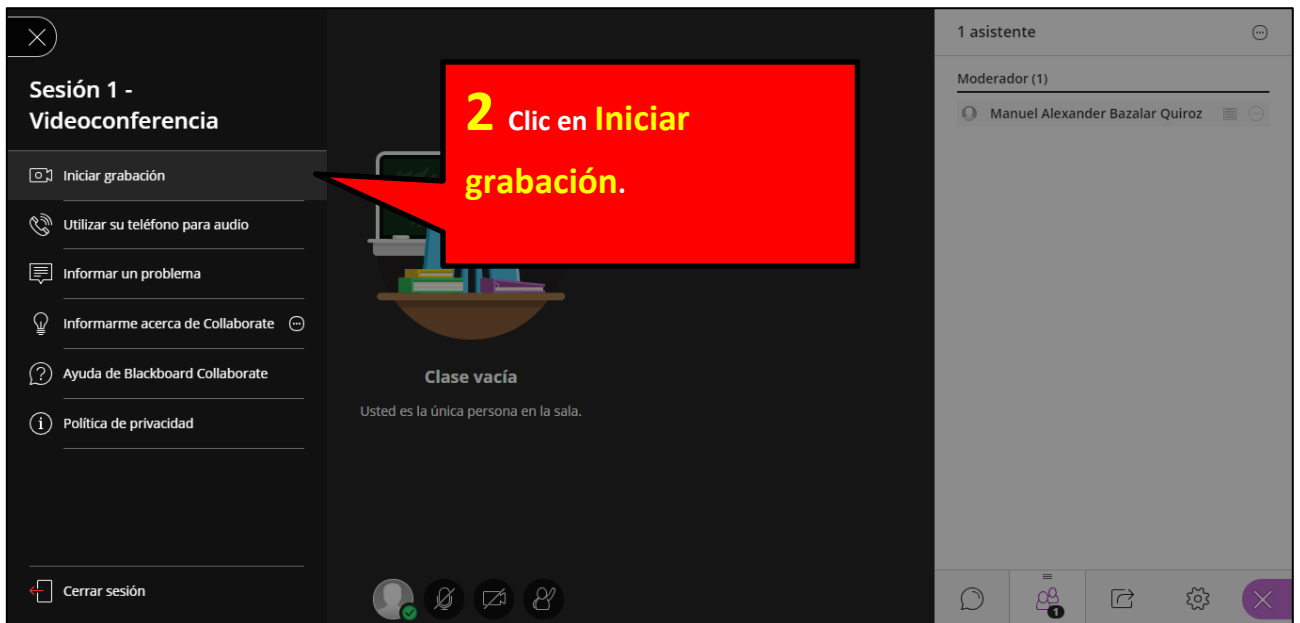 Sesión 1 -
Videoconferencia
Iniciar grabación
Utilizar su teléfono para audio
Informar un problema
Informarme acerca de Collaborate
Ayuda de Blackboard Collaborate
Política de privacidad
Cerrar sesión
2 Clic en Iniciar
grabación.
Clase vacía
Usted es la única persona en la sala.
1 asistente
Moderador (1)
Manuel Alexander Bazalar Quiroz
1